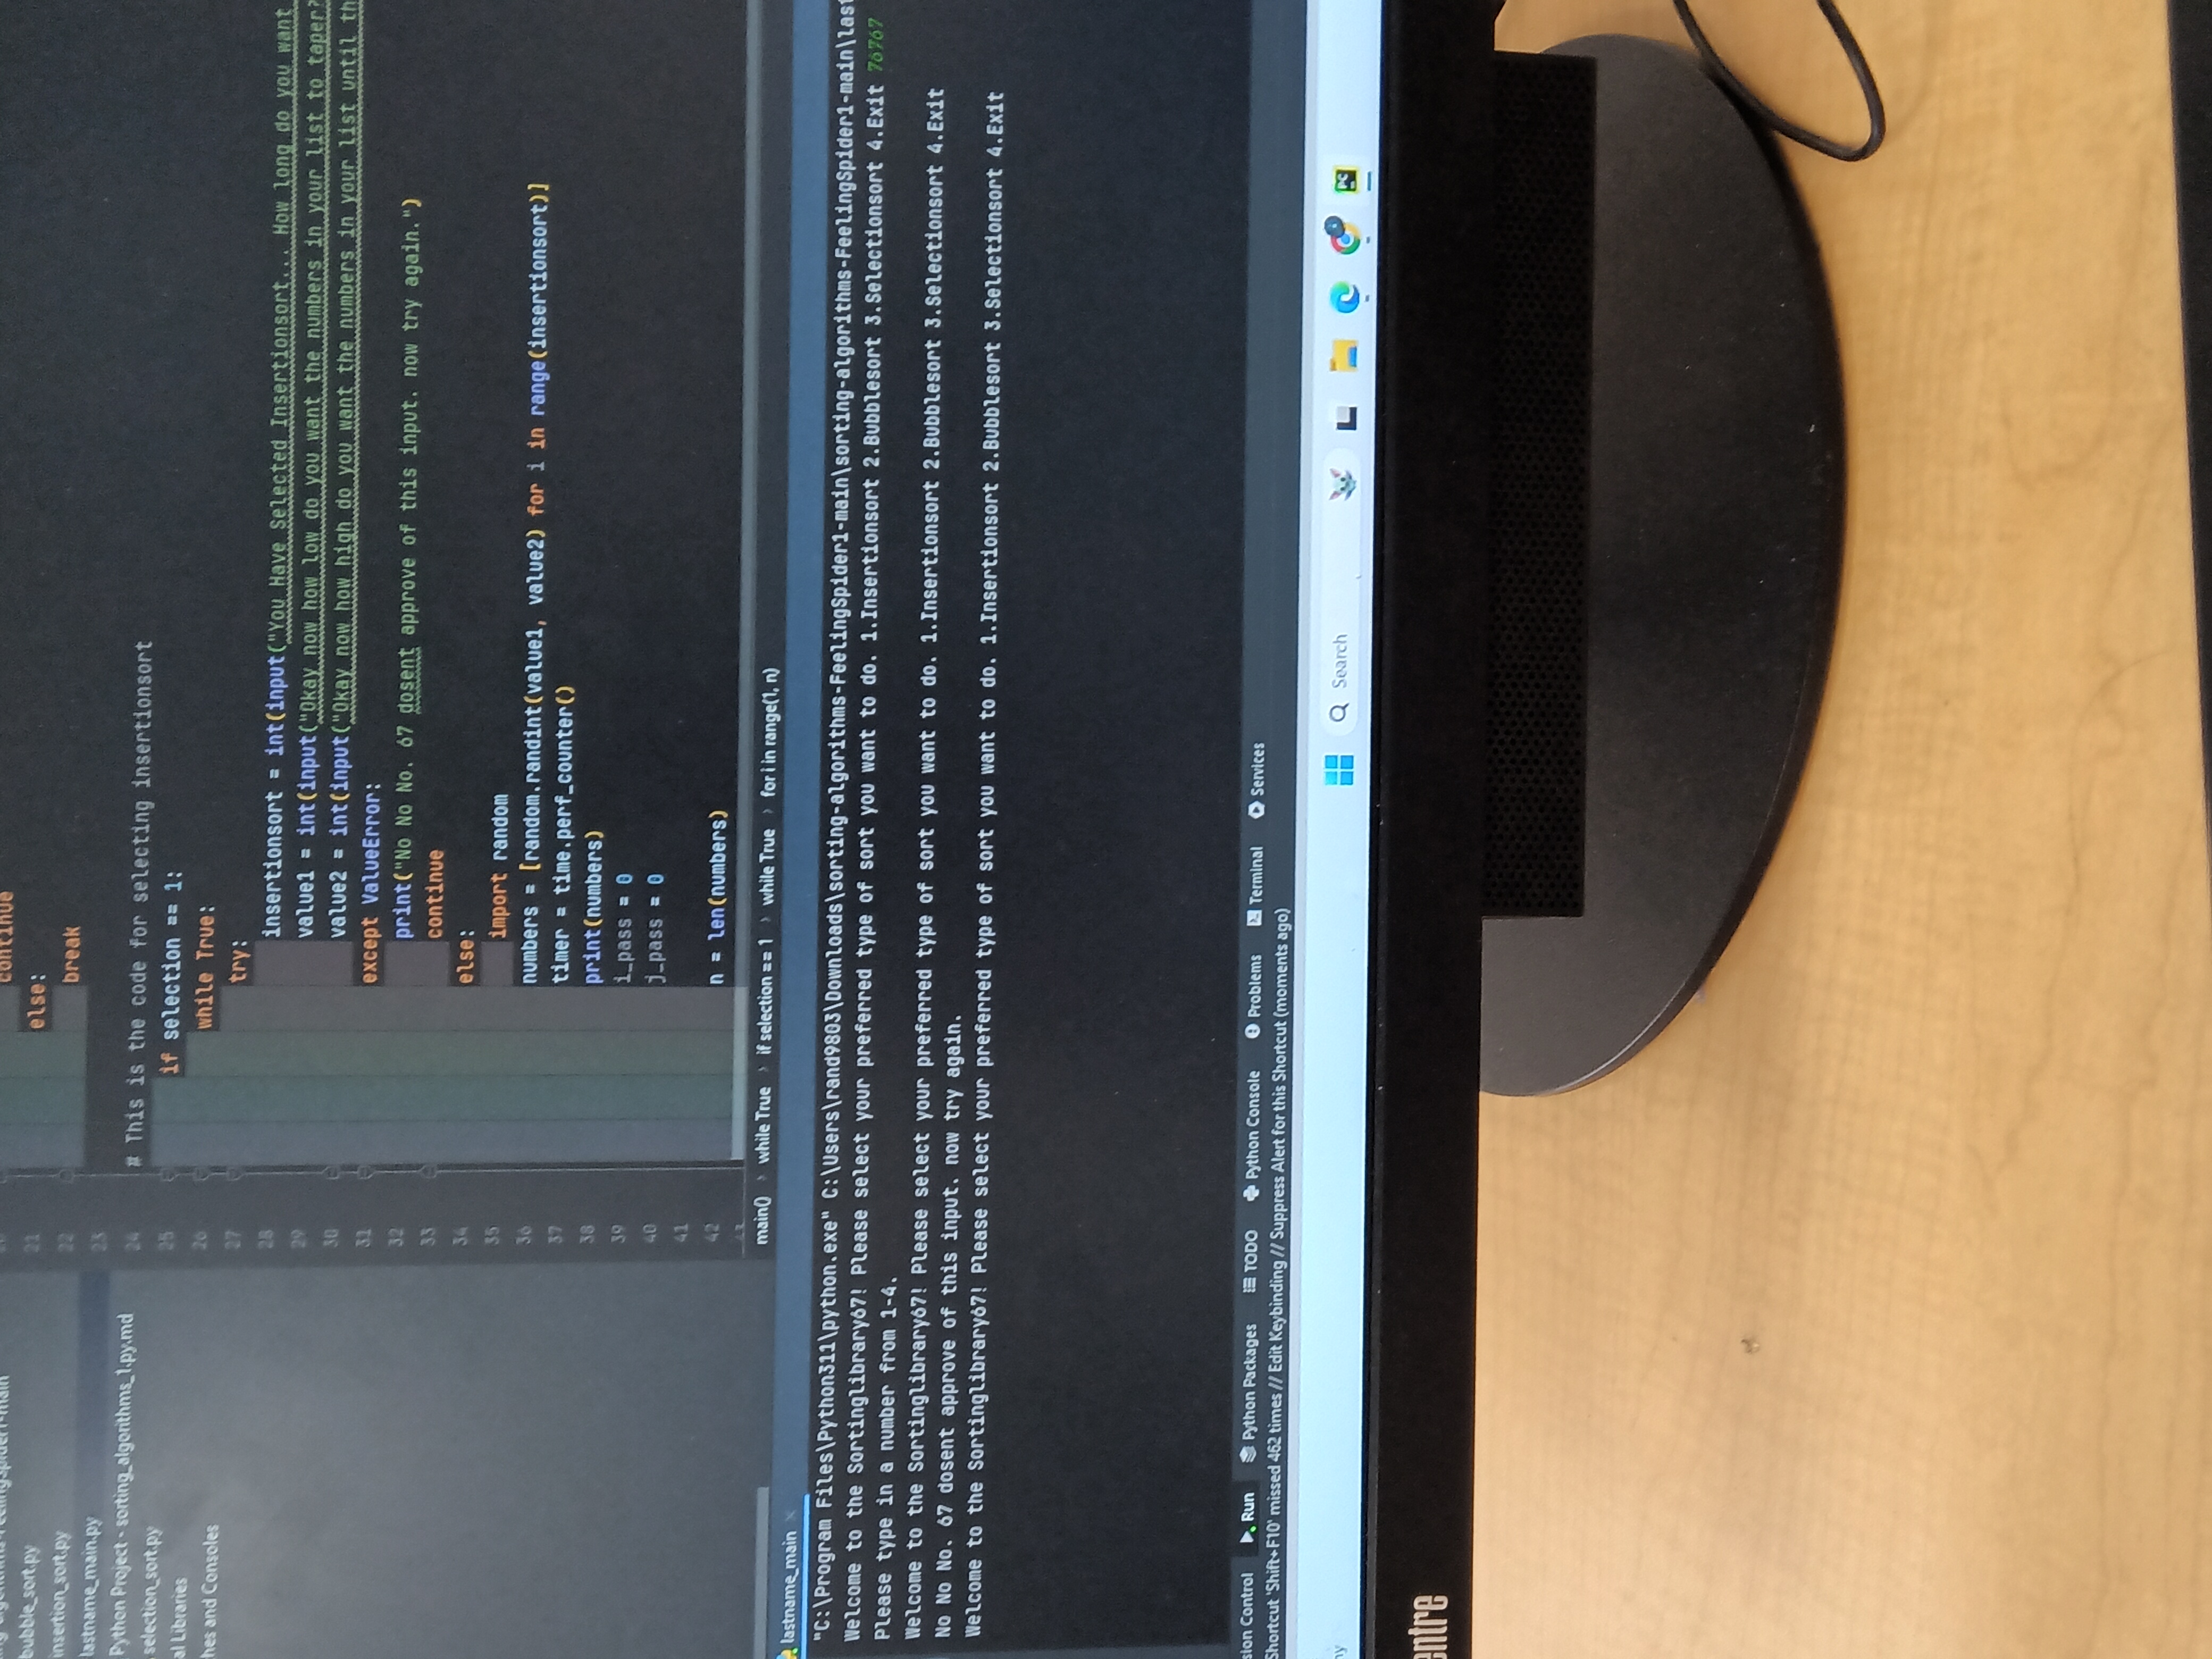 bubble_sort.py
insertion_sort.py
lastname_main.py
Python Project - sorting_algorithms_1.py.md
selection_sort.py
al Libraries
hes and Consoles
continue
21 else:
22 break
23
24 # This is the code for selecting insertionsort
25 if selection == 1:
26 while True:
27 try:
28 insertionsort = int(input("You Have Selected Insertionsort... How long do you want
29 value1 = int(input("Okay now how low do you want the numbers in your list to taper?
30 value2 = int(input("Okay now how high do you want the numbers in your list until th
31 except ValueError:
32 print("No No No. 67 dosent approve of this input. now try again.")
33 continue
34 else:
35 import random
36 numbers = [random.randint(value1, value2) for i in range(insertionsort)]
37 timer = time.perf_counter()
38 print(numbers)
39 i_pass = 0
40 j_pass = 0
41
42 n = len(numbers)
main() › while True › if selection == 1 › while True › for i in range(1, n)
lastname_main ×
"C:\Program Files\Python311\python.exe" C:\Users\rand9803\Downloads\sorting-algorithms-FeelingSpider1-main\sorting-algorithms-FeelingSpider1-main\last
Welcome to the Sortinglibrary67! Please select your preferred type of sort you want to do. 1.Insertionsort 2.Bubblesort 3.Selectionsort 4.Exit 76767
Please type in a number from 1-4.
Welcome to the Sortinglibrary67! Please select your preferred type of sort you want to do. 1.Insertionsort 2.Bubblesort 3.Selectionsort 4.Exit
No No No. 67 dosent approve of this input. now try again.
Welcome to the Sortinglibrary67! Please select your preferred type of sort you want to do. 1.Insertionsort 2.Bubblesort 3.Selectionsort 4.Exit
sion Control Run Python Packages TODO Python Console Problems Terminal Services
Shortcut 'Shift+F10' missed 462 times // Edit Keybinding // Suppress Alert for this Shortcut (moments ago)
ny Search PC
entre